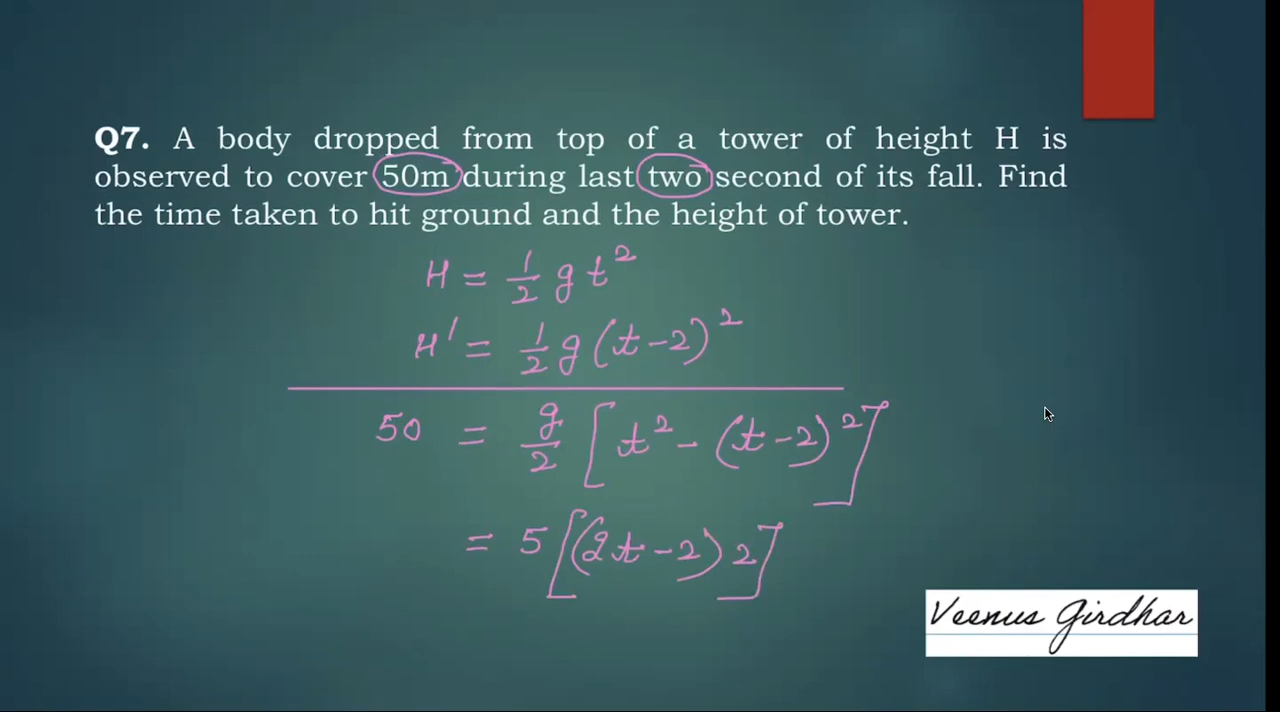 Q7. A body dropped from top of a tower of height H is
observed to cover 50m during last two second of its fall. Find
the time taken to hit ground and the height of tower.
H = 1/2 g t²
H' = 1/2 g (t-2)²
50 = g/2 [t² - (t-2)²]
= 5[(2t-2)2]
Veenus Girdhar